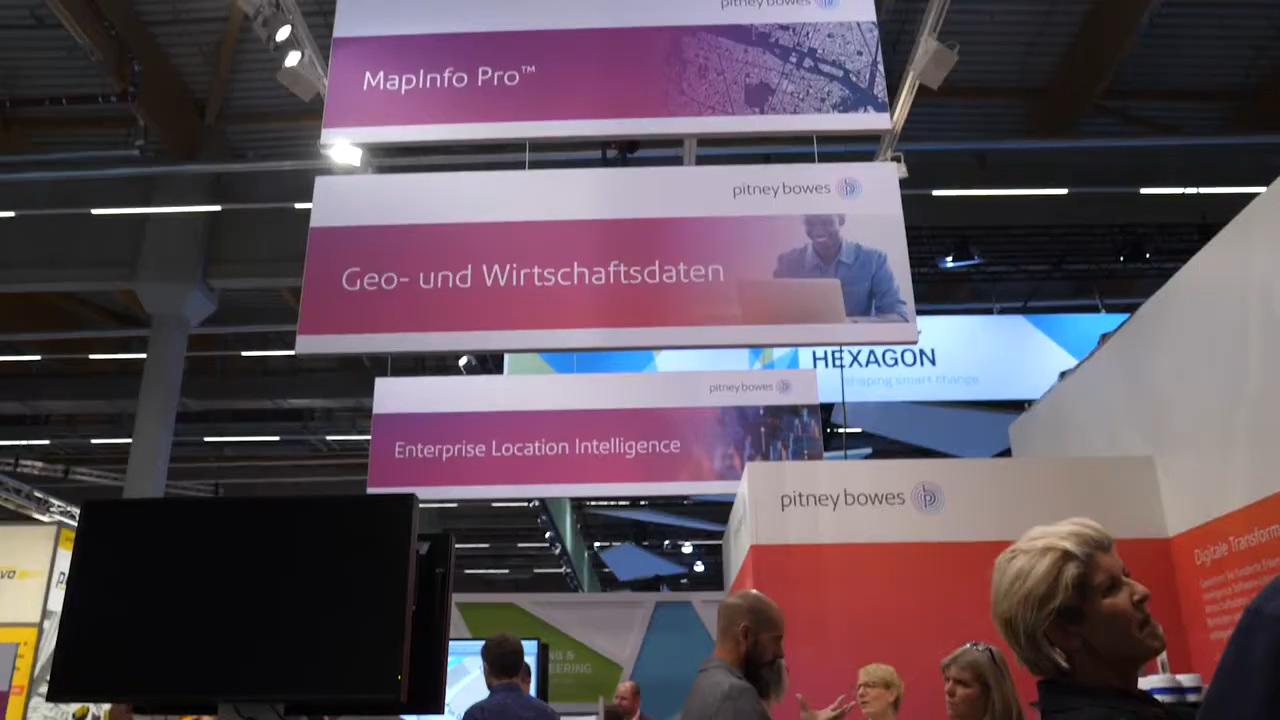 pitney bowes
MapInfo Pro™
pitney bowes
Geo- und Wirtschaftsdaten
HEXAGON
shaping smart change
pitney bowes
Enterprise Location Intelligence
pitney bowes
Digitale Transform